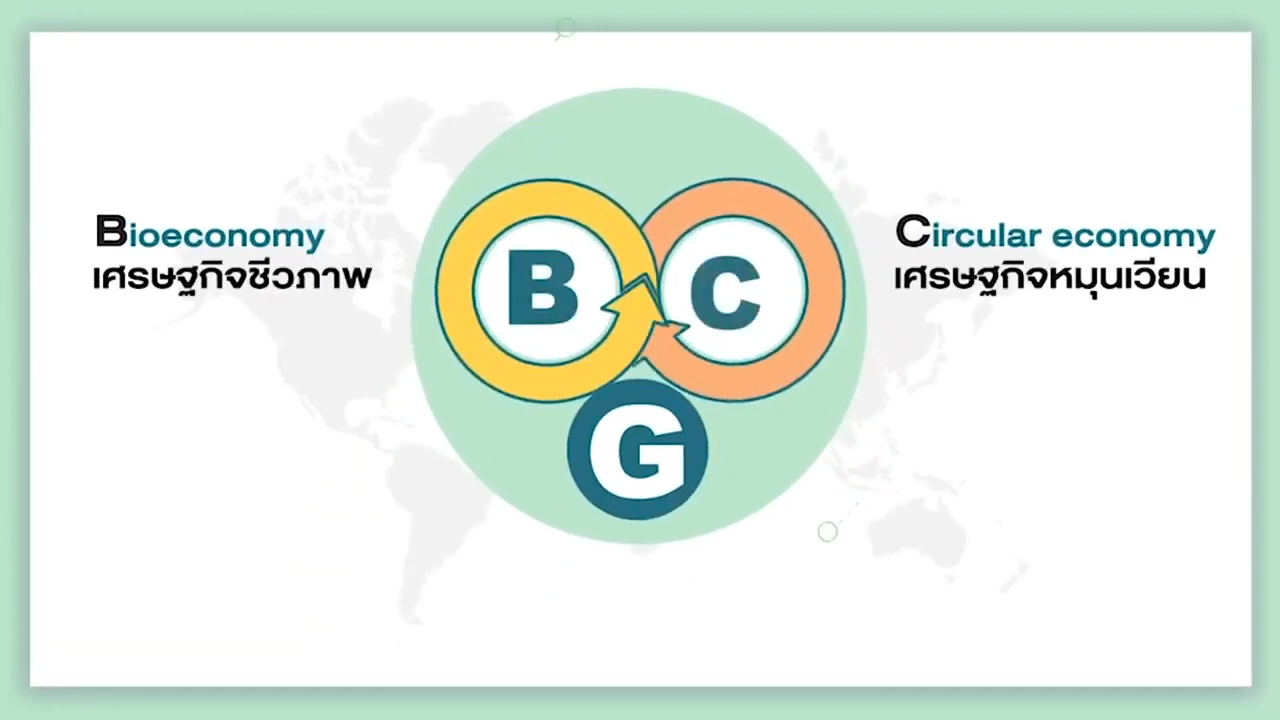 Bioeconomy
เศรษฐกิจชีวภาพ
B
C
G
Circular economy
เศรษฐกิจหมุนเวียน